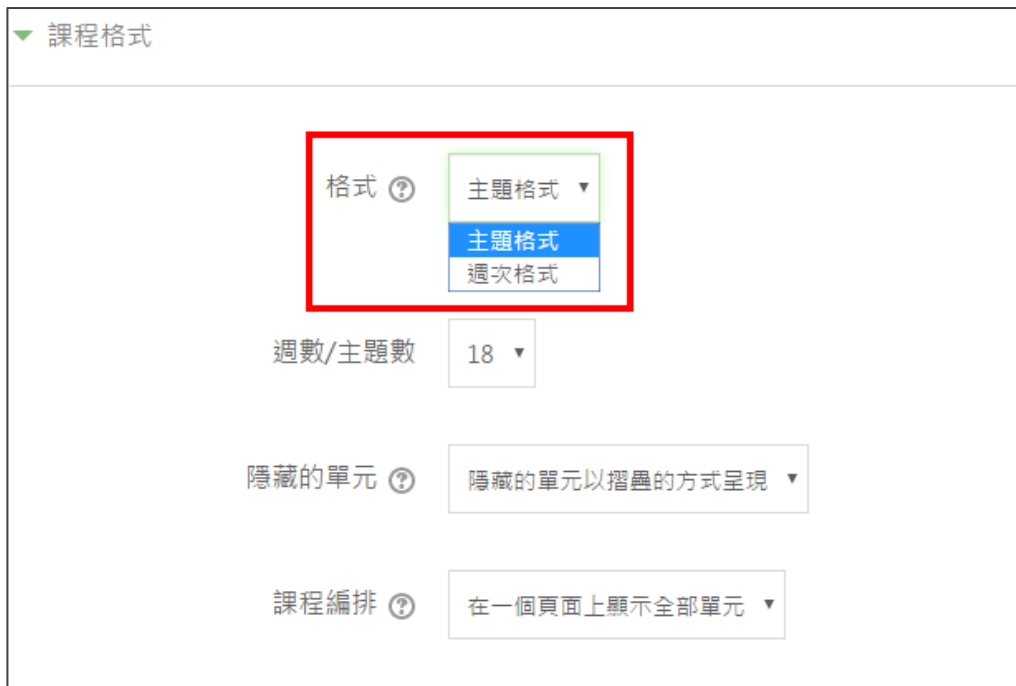 課程格式
格式
主題格式
主題格式
週次格式
週數/主題數
18
隱藏的單元
隱藏的單元以摺疊的方式呈現
課程編排
在一個頁面上顯示全部單元